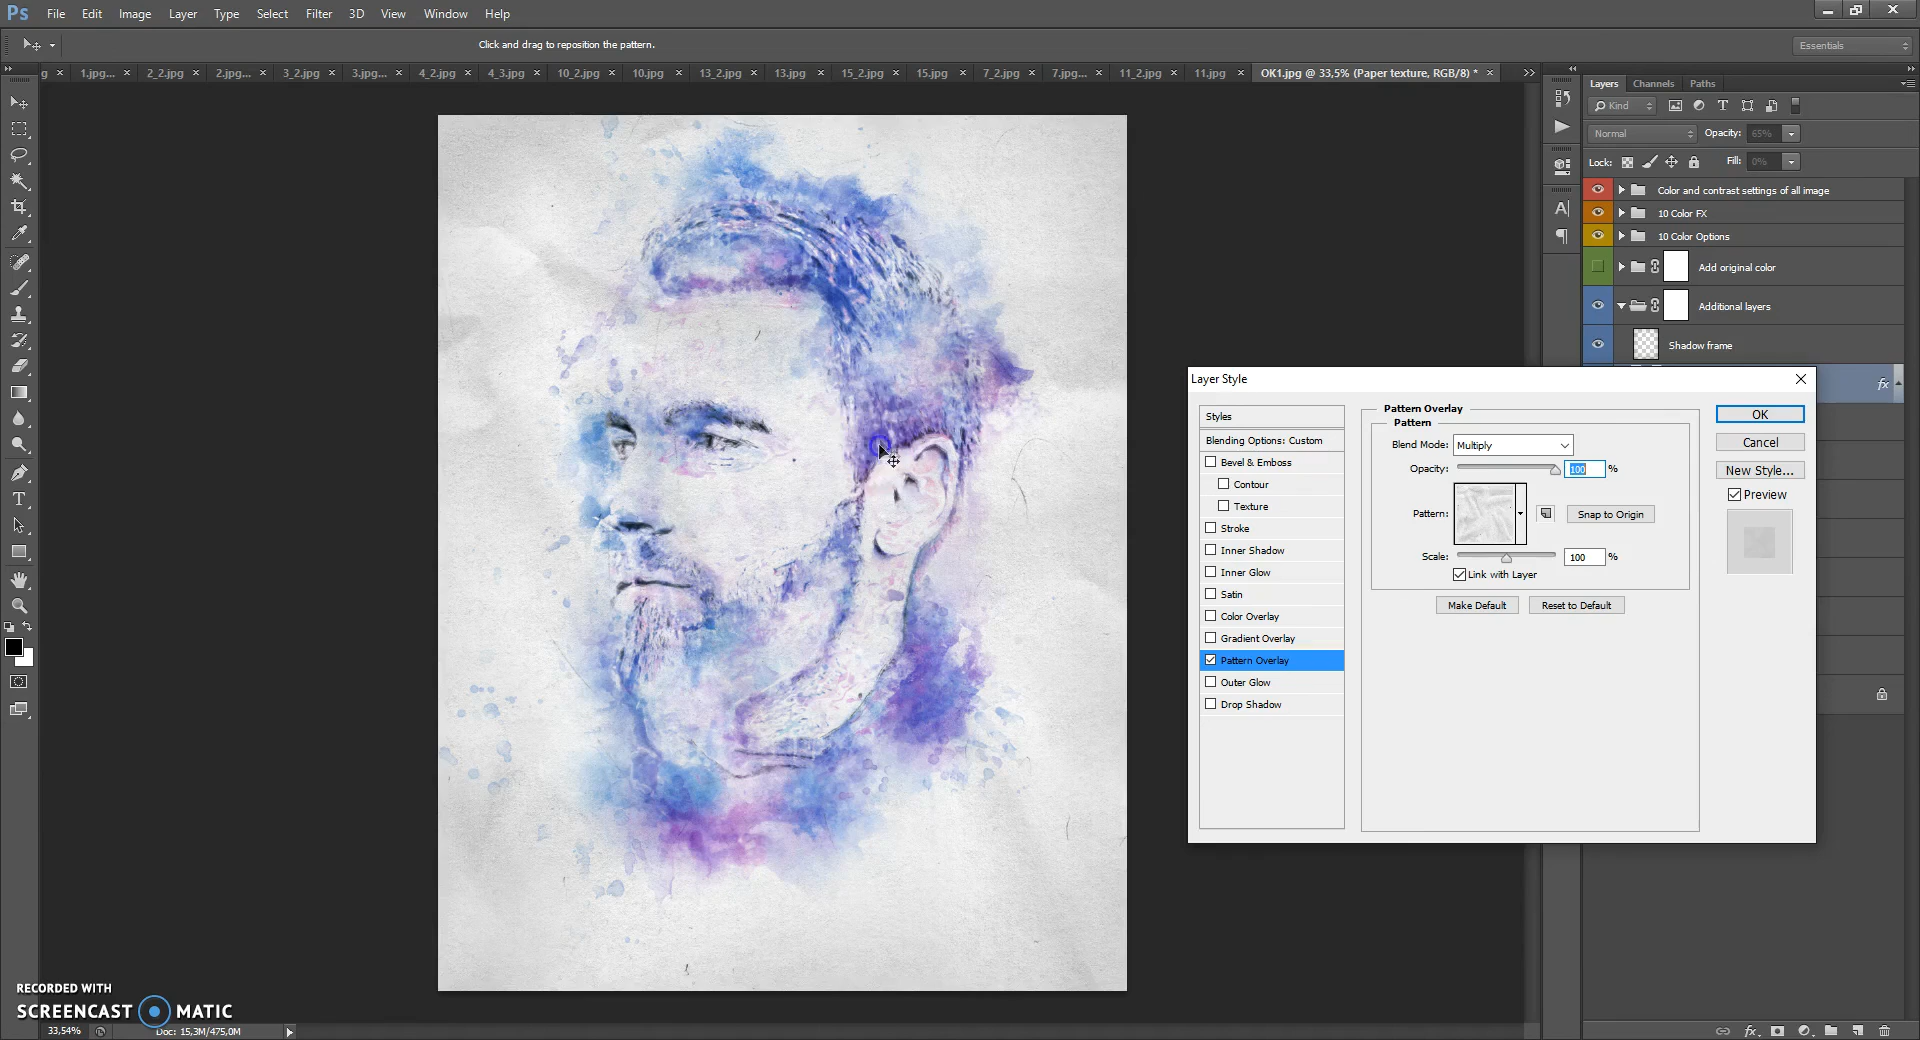 Ps File Edit Image Layer Type Select Filter 3D View Window Help
Click and drag to reposition the pattern.
Essentials
g × 1.jpg... × 2_2.jpg × 2.jpg... × 3_2.jpg × 3.jpg... × 4_2.jpg × 4_3.jpg × 10_2.jpg × 10.jpg × 13_2.jpg × 13.jpg × 15_2.jpg × 15.jpg × 7_2.jpg × 7.jpg... × 11_2.jpg × 11.jpg × OK1.jpg @ 33,5% (Paper texture, RGB/8) * ×
Layers Channels Paths
Kind
Normal Opacity: 65%
Lock: Fill: 0%
Color and contrast settings of all image
10 Color FX
10 Color Options
Add original color
Additional layers
Shadow frame
fx
Layer Style
Styles
Blending Options: Custom
Bevel & Emboss
Contour
Texture
Stroke
Inner Shadow
Inner Glow
Satin
Color Overlay
Gradient Overlay
Pattern Overlay
Outer Glow
Drop Shadow
Pattern Overlay
Pattern
Blend Mode: Multiply
Opacity: 100 %
Pattern: Snap to Origin
Scale: 100 %
Link with Layer
Make Default Reset to Default
OK
Cancel
New Style...
Preview
RECORDED WITH
SCREENCAST MATIC
33,54% Doc: 15,3M/475,0M
fx.